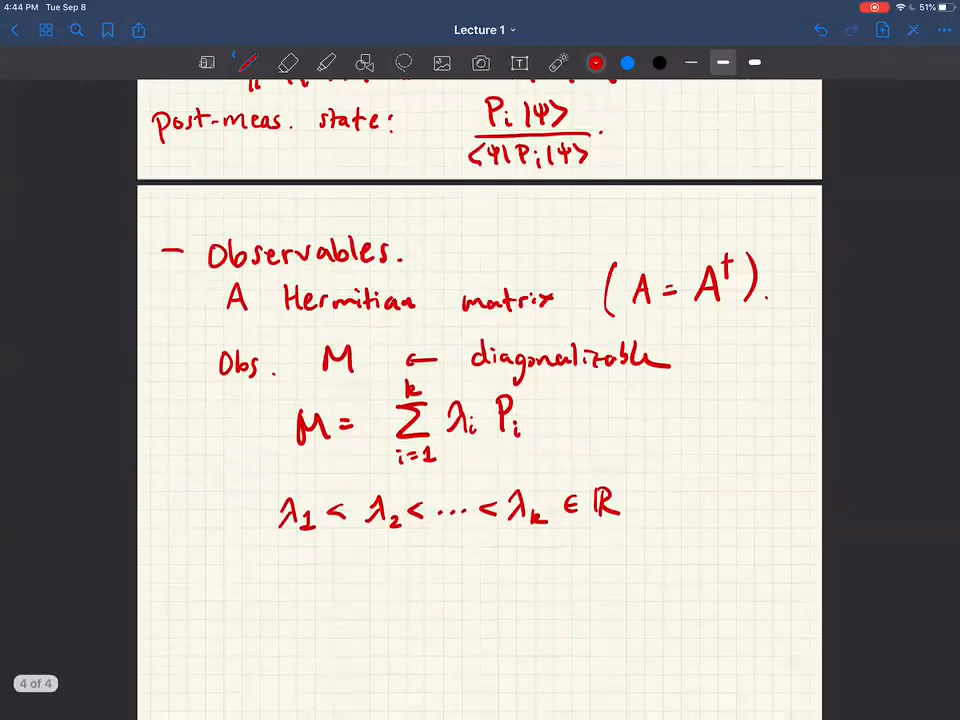 4:44 PM Tue Sep 8
51%
Lecture 1
post-meas. state: P_i |ψ> / <ψ|P_i|ψ> .
- Observables.
A Hermitian matrix (A = A†).
Obs. M ← diagonalizable
M = ∑_{i=1}^{k} λ_i P_i
λ_1 < λ_2 < ... < λ_k ∈ ℝ
4 of 4